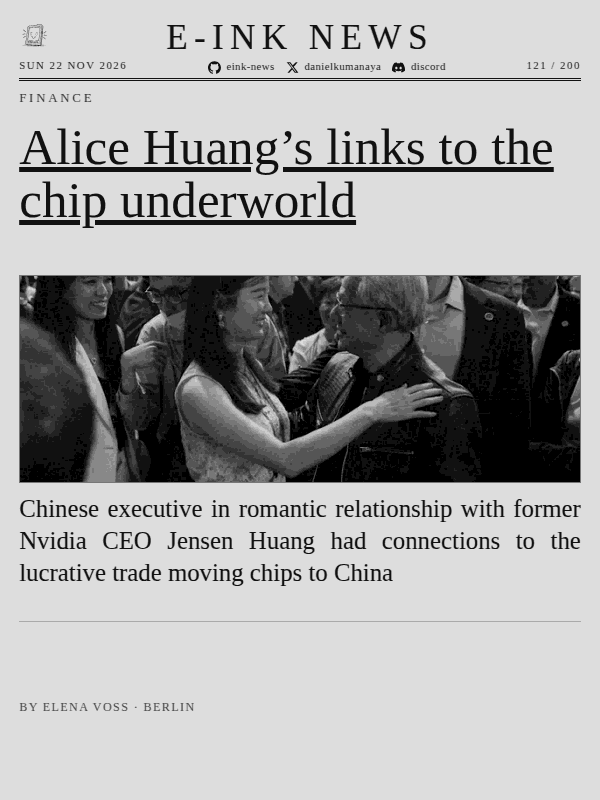 E-INK NEWS
SUN 22 NOV 2026
eink-news
danielkumanaya
discord
121 / 200
FINANCE
Alice Huang’s links to the
chip underworld
Chinese executive in romantic relationship with former
Nvidia CEO Jensen Huang had connections to the
lucrative trade moving chips to China
BY ELENA VOSS · BERLIN